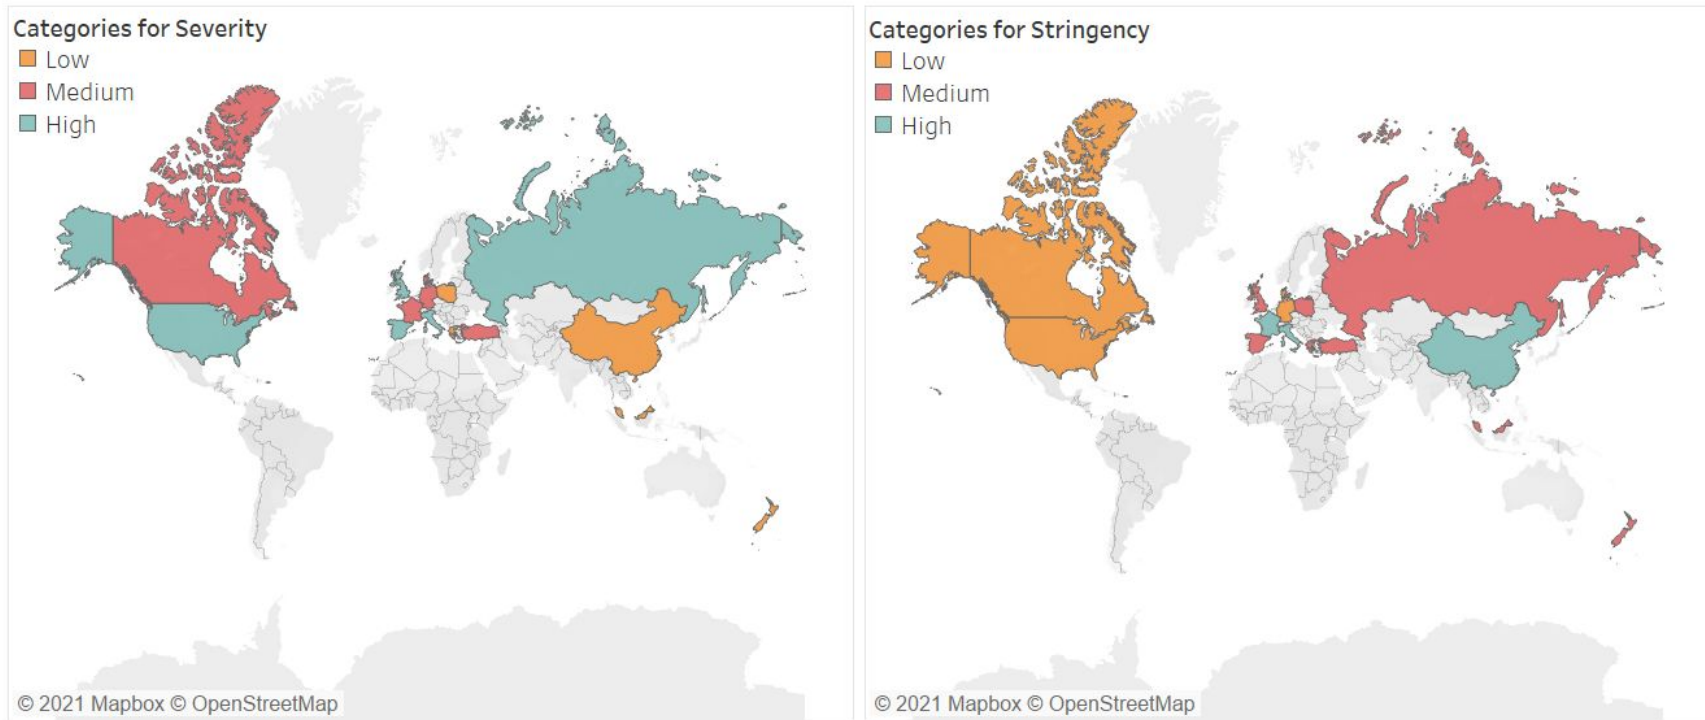 Categories for Severity
Low
Medium
High
© 2021 Mapbox © OpenStreetMap
Categories for Stringency
Low
Medium
High
© 2021 Mapbox © OpenStreetMap